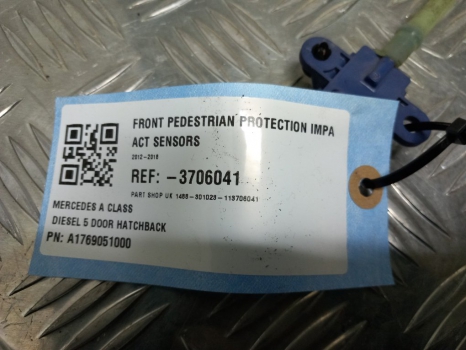 FRONT PEDESTRIAN PROTECTION IMPA
ACT SENSORS
2012-2018
REF: -3706041
PART SHOP UK 1488-301023-113706041
MERCEDES A CLASS
DIESEL 5 DOOR HATCHBACK
PN: A1769051000